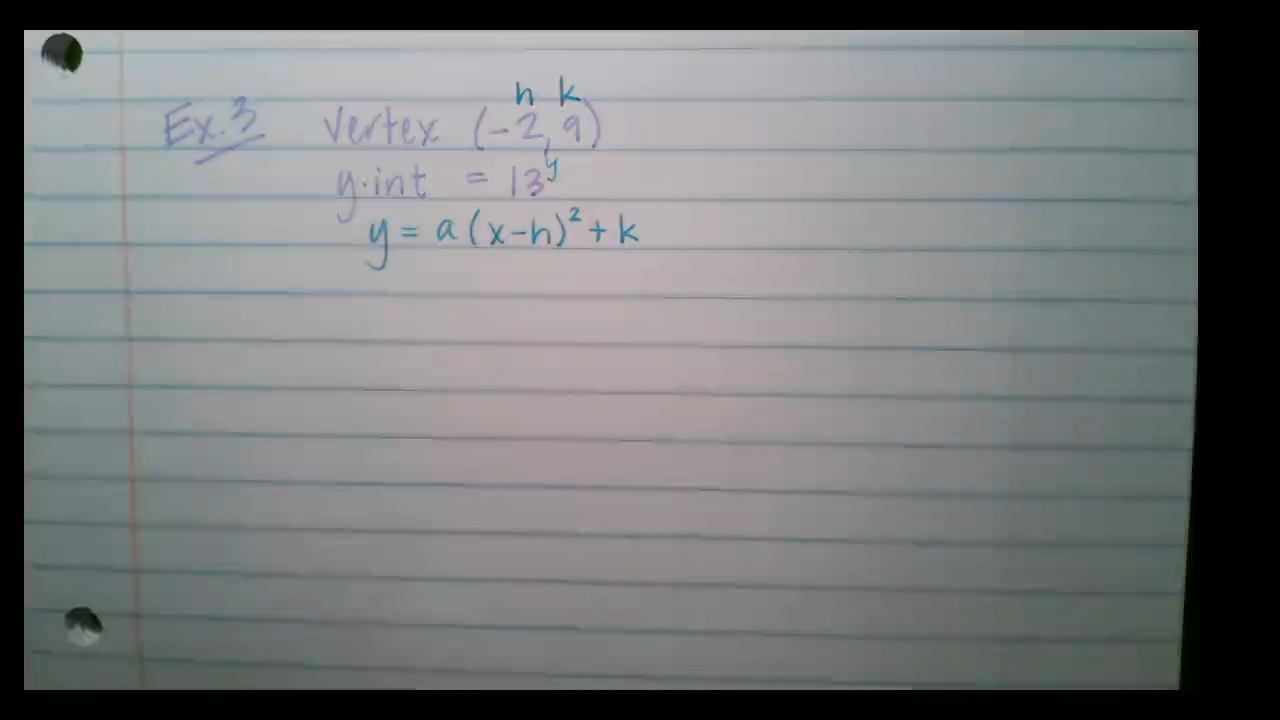 h k
Ex. 3 Vertex (-2, 9)
y.int = 13 y
y = a(x-h)² + k